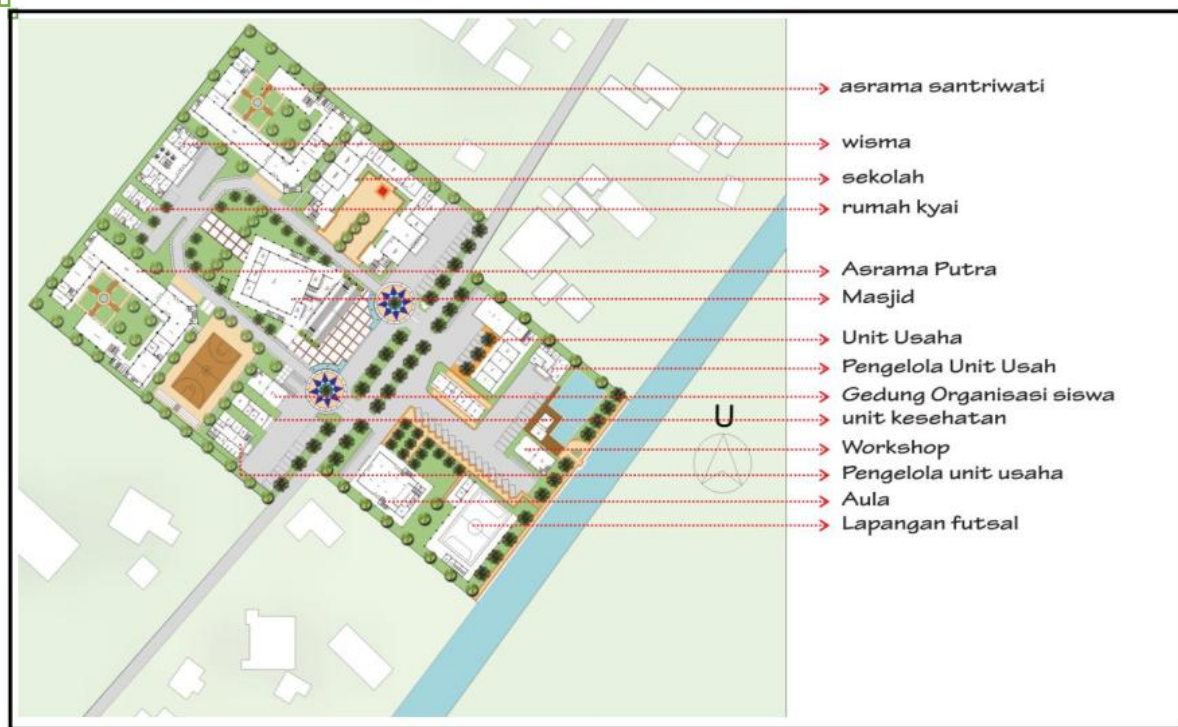 asrama santriwati
wisma
sekolah
rumah kyai
Asrama Putra
Masjid
Unit Usaha
Pengelola Unit Usah
Gedung Organisasi siswa
unit kesehatan
U
Workshop
Pengelola unit usaha
Aula
Lapangan futsal